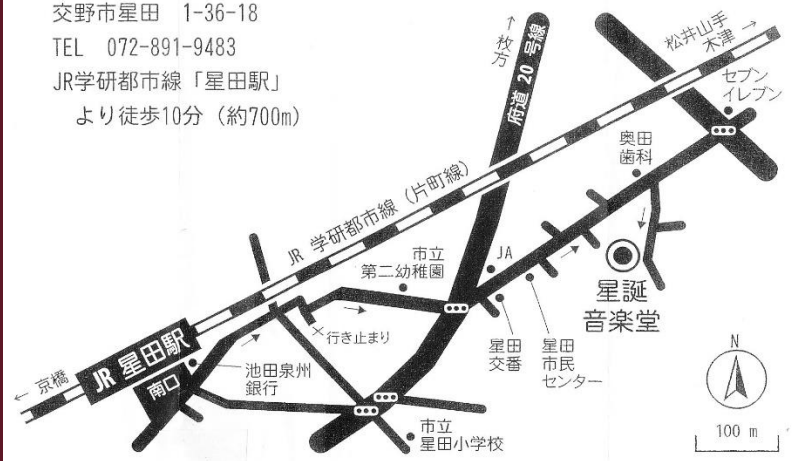 交野市星田 1-36-18
TEL 072-891-9483
JR学研都市線「星田駅」
より徒歩10分（約700m）
↑
枚方
府道 20 号線
松井山手
木津
→
セブン
イレブン
奥田
歯科
JR 学研都市線（片町線）
市立
第二幼稚園
JA
星誕
音楽堂
×行き止まり
星田
交番
星田
市民
センター
← 京橋
JR 星田駅
南口
池田泉州
銀行
市立
星田小学校
N
100 m